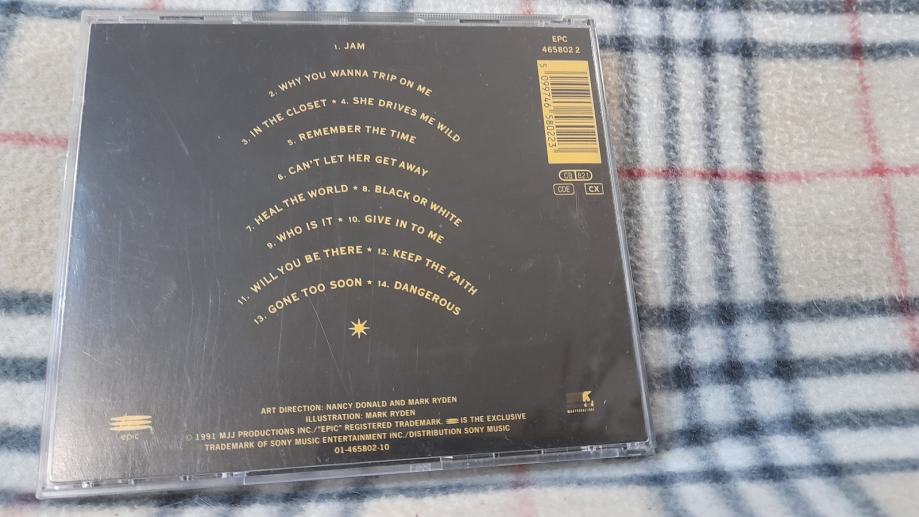 1. JAM
2. WHY YOU WANNA TRIP ON ME
3. IN THE CLOSET ★ 4. SHE DRIVES ME WILD
5. REMEMBER THE TIME
6. CAN'T LET HER GET AWAY
7. HEAL THE WORLD ★ 8. BLACK OR WHITE
9. WHO IS IT ★ 10. GIVE IN TO ME
11. WILL YOU BE THERE ★ 12. KEEP THE FAITH
13. GONE TOO SOON ★ 14. DANGEROUS
EPC
465802 2
5 099746 580223
CB 821
CDE CX
ART DIRECTION: NANCY DONALD AND MARK RYDEN
ILLUSTRATION: MARK RYDEN
© 1991 MJJ PRODUCTIONS INC./"EPIC" REGISTERED TRADEMARK. IS THE EXCLUSIVE
TRADEMARK OF SONY MUSIC ENTERTAINMENT INC./DISTRIBUTION SONY MUSIC
01-465802-10
epic